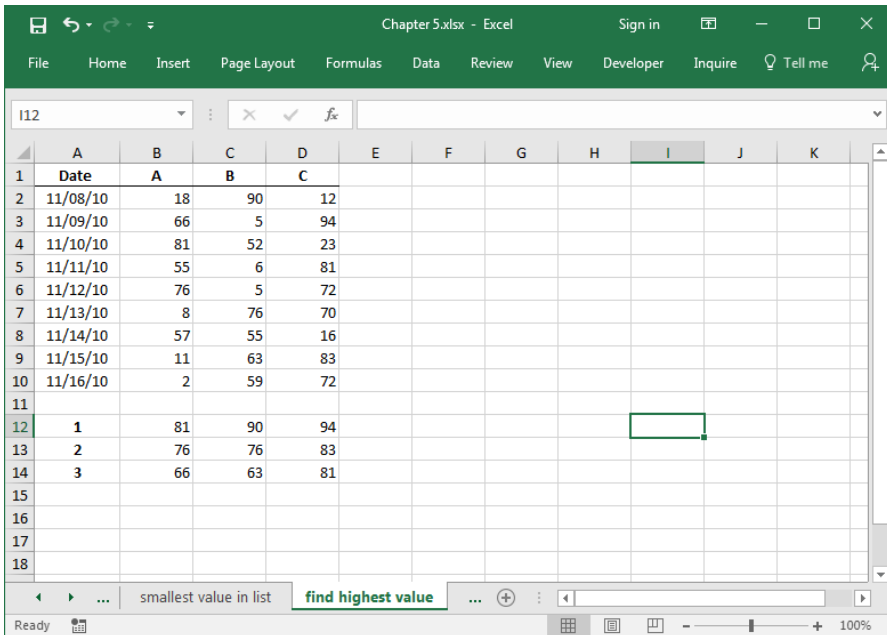 Chapter 5.xlsx - Excel Sign in
File Home Insert Page Layout Formulas Data Review View Developer Inquire Tell me
I12 fx
A B C D E F G H I J K
1 Date A B C
2 11/08/10 18 90 12
3 11/09/10 66 5 94
4 11/10/10 81 52 23
5 11/11/10 55 6 81
6 11/12/10 76 5 72
7 11/13/10 8 76 70
8 11/14/10 57 55 16
9 11/15/10 11 63 83
10 11/16/10 2 59 72
11
12 1 81 90 94
13 2 76 76 83
14 3 66 63 81
15
16
17
18
... smallest value in list find highest value ...
Ready 100%